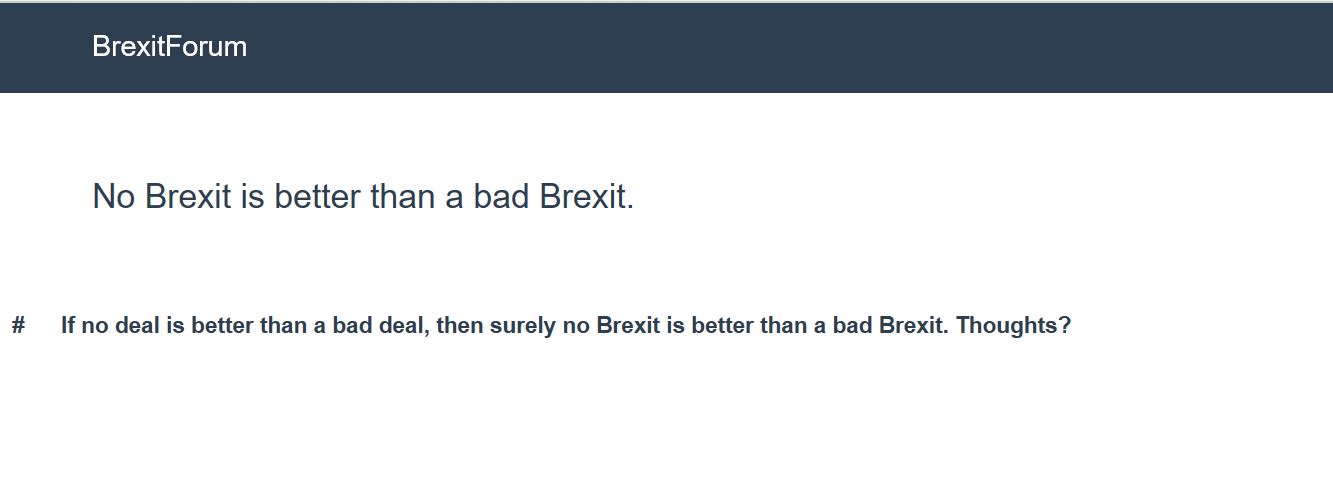 BrexitForum
No Brexit is better than a bad Brexit.
# If no deal is better than a bad deal, then surely no Brexit is better than a bad Brexit. Thoughts?